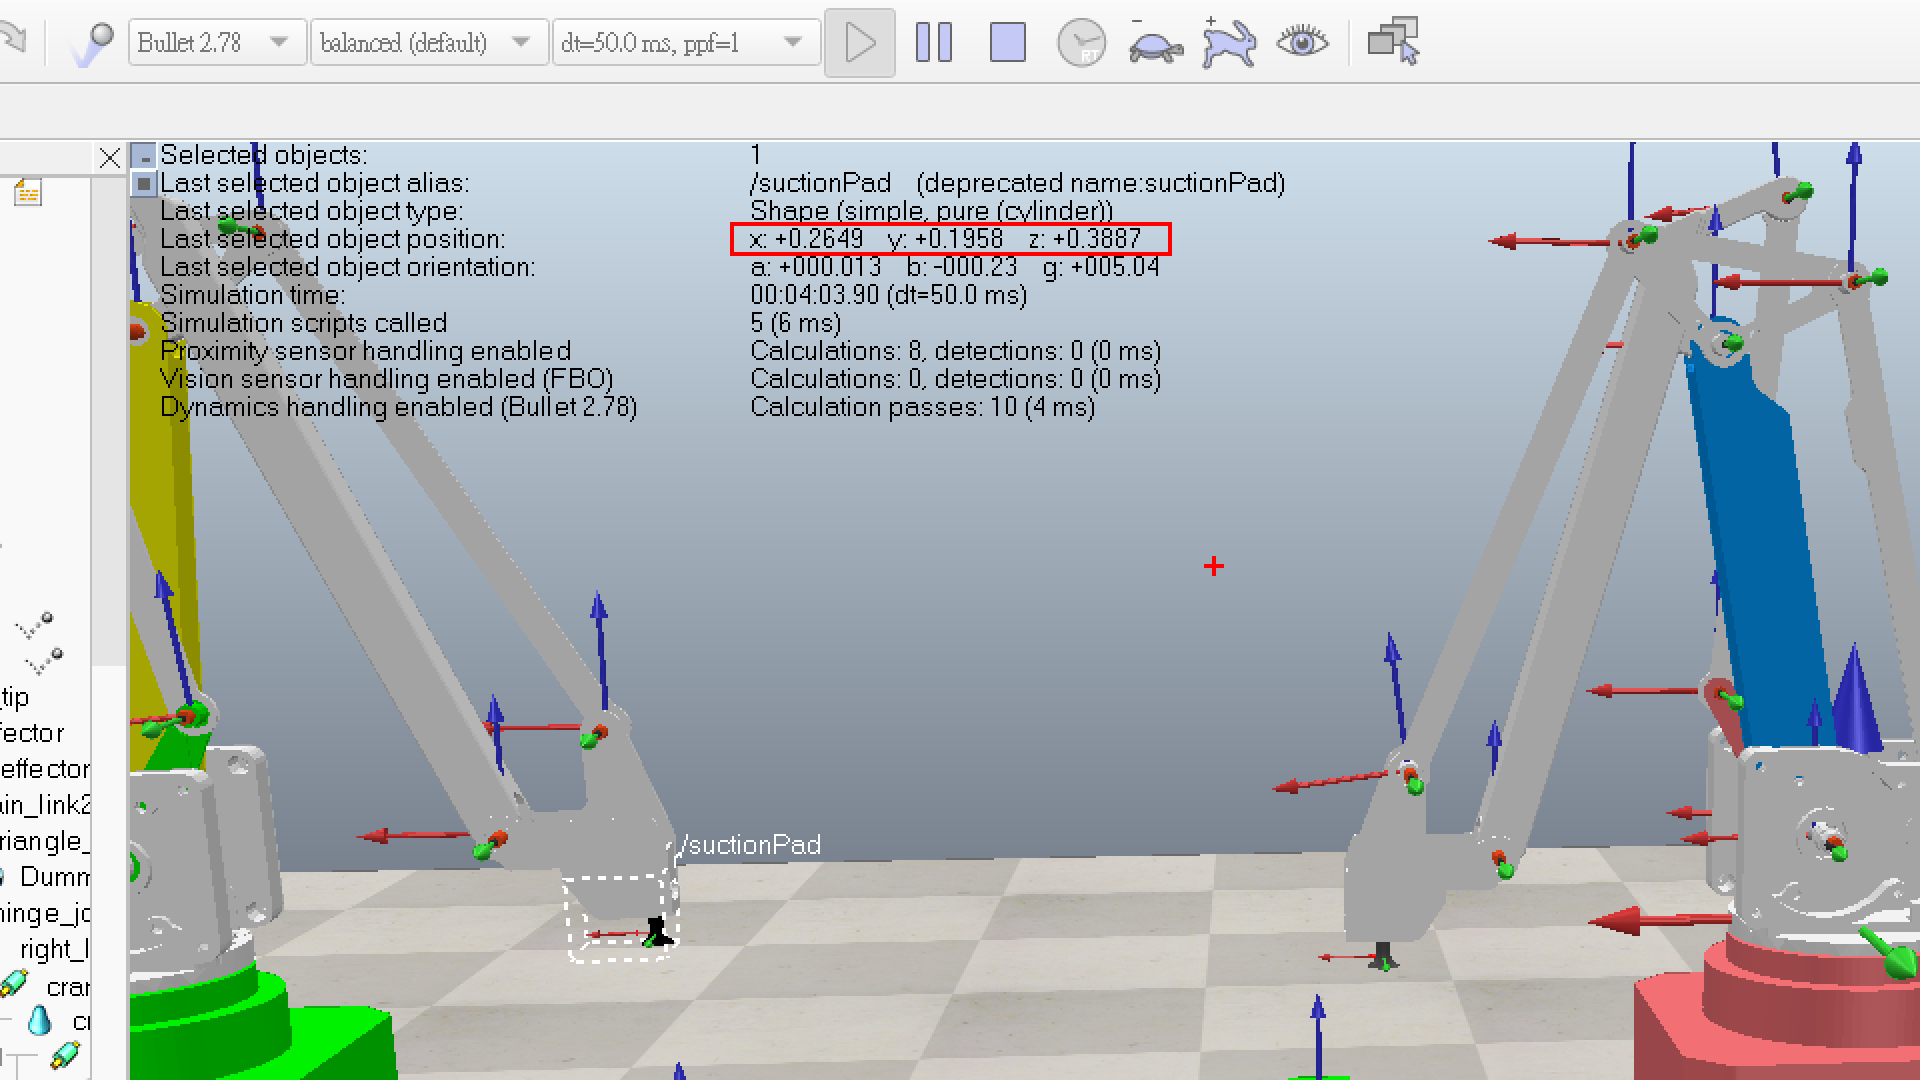 Bullet 2.78 balanced (default) dt=50.0 ms, ppf=1
RT
Selected objects: 1
Last selected object alias: /suctionPad (deprecated name:suctionPad)
Last selected object type: Shape (simple, pure (cylinder))
Last selected object position: x: +0.2649 y: +0.1958 z: +0.3887
Last selected object orientation: a: +000.013 b: -000.23 g: +005.04
Simulation time: 00:04:03.90 (dt=50.0 ms)
Simulation scripts called 5 (6 ms)
Proximity sensor handling enabled Calculations: 8, detections: 0 (0 ms)
Vision sensor handling enabled (FBO) Calculations: 0, detections: 0 (0 ms)
Dynamics handling enabled (Bullet 2.78) Calculation passes: 10 (4 ms)
/suctionPad
_tip
fector
effector
ain_link2
riangle_
Dumm
hinge_jo
right_l
cran